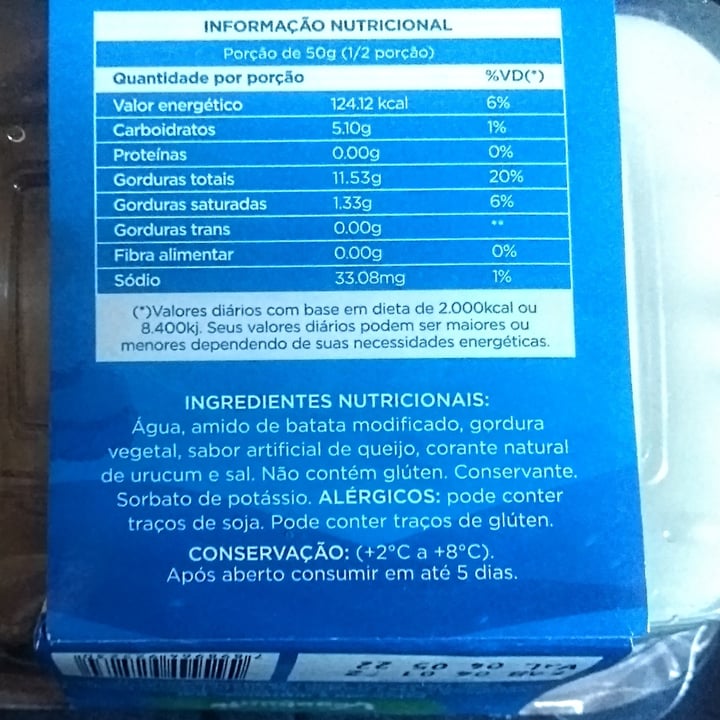 INFORMAÇÃO NUTRICIONAL
Porção de 50g (1/2 porção)
Quantidade por porção %VD(*)
Valor energético 124.12 kcal 6%
Carboidratos 5.10g 1%
Proteínas 0.00g 0%
Gorduras totais 11.53g 20%
Gorduras saturadas 1.33g 6%
Gorduras trans 0.00g **
Fibra alimentar 0.00g 0%
Sódio 33.08mg 1%
(*)Valores diários com base em dieta de 2.000kcal ou
8.400kj. Seus valores diários podem ser maiores ou
menores dependendo de suas necessidades energéticas.
INGREDIENTES NUTRICIONAIS:
Água, amido de batata modificado, gordura
vegetal, sabor artificial de queijo, corante natural
de urucum e sal. Não contém glúten. Conservante.
Sorbato de potássio. ALÉRGICOS: pode conter
traços de soja. Pode conter traços de glúten.
CONSERVAÇÃO: (+2°C a +8°C).
Após aberto consumir em até 5 dias.